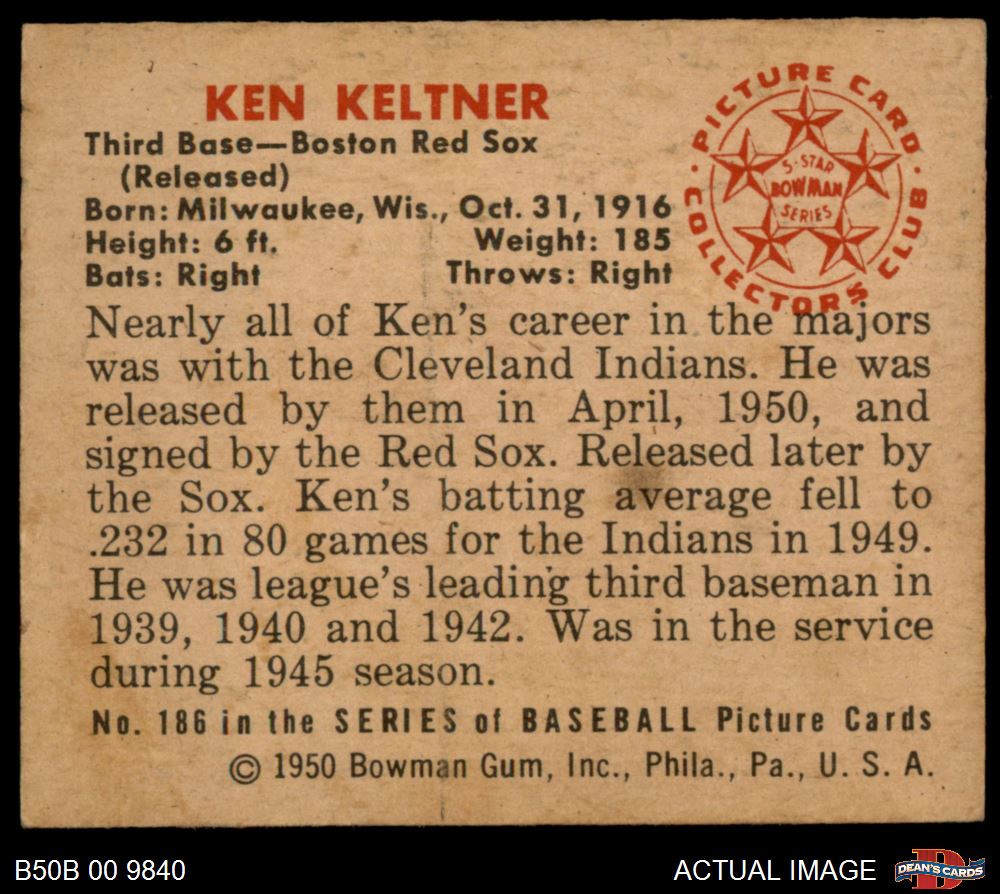 KEN KELTNER
Third Base—Boston Red Sox
(Released)
Born: Milwaukee, Wis., Oct. 31, 1916
Height: 6 ft. Weight: 185
Bats: Right Throws: Right
PICTURE CARD
COLLECTORS CLUB
5-STAR
BOWMAN
SERIES
Nearly all of Ken's career in the majors
was with the Cleveland Indians. He was
released by them in April, 1950, and
signed by the Red Sox. Released later by
the Sox. Ken's batting average fell to
.232 in 80 games for the Indians in 1949.
He was league's leading third baseman in
1939, 1940 and 1942. Was in the service
during 1945 season.
No. 186 in the SERIES of BASEBALL Picture Cards
© 1950 Bowman Gum, Inc., Phila., Pa., U. S. A.
B50B 00 9840
ACTUAL IMAGE
D
DEAN'S CARDS